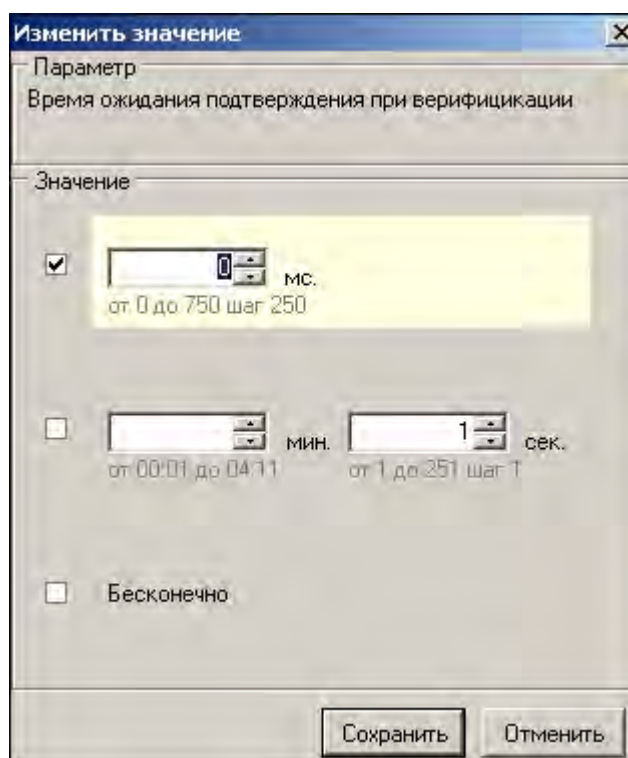 Изменить значение
Параметр
Время ожидания подтверждения при верифицикации
Значение
0 мс.
от 0 до 750 шаг 250
мин. 1 сек.
от 00:01 до 04:11 от 1 до 251 шаг 1
Бесконечно
Сохранить Отменить